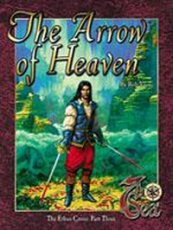 The Arrow
of Heaven
7th
Sea
The Erebus Cross: Part Three